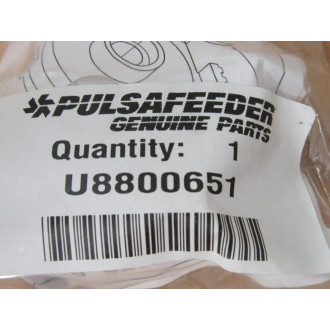 PULSAFEEDER
GENUINE PARTS
Quantity: 1
U8800651